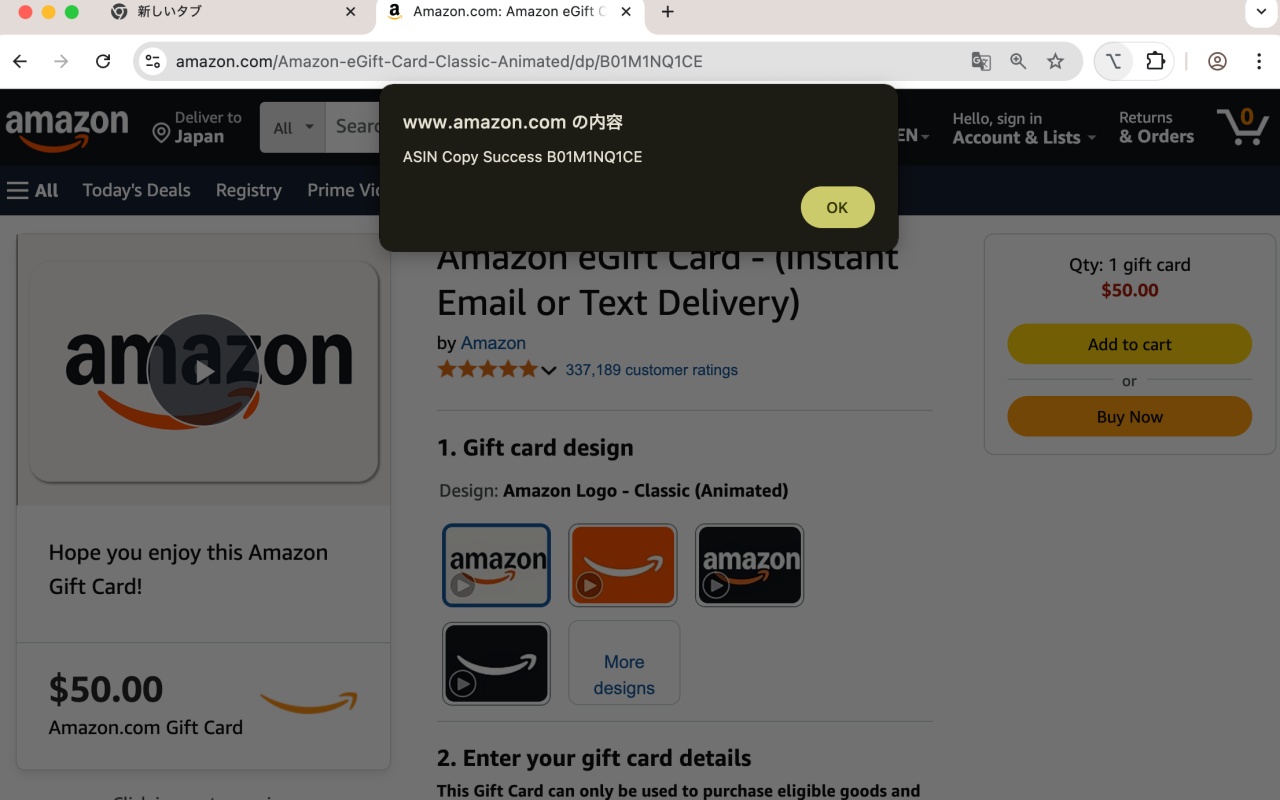 新しいタブ
Amazon.com: Amazon eGift C
amazon.com/Amazon-eGift-Card-Classic-Animated/dp/B01M1NQ1CE
www.amazon.com の内容
ASIN Copy Success B01M1NQ1CE
OK
amazon
Deliver to
Japan
All
Searc
EN
Hello, sign in
Account & Lists
Returns
& Orders
0
All
Today's Deals
Registry
Prime Vid
amazon
Hope you enjoy this Amazon
Gift Card!
$50.00
Amazon.com Gift Card
Amazon eGift Card - (Instant
Email or Text Delivery)
by Amazon
337,189 customer ratings
1. Gift card design
Design: Amazon Logo - Classic (Animated)
amazon
amazon
More
designs
2. Enter your gift card details
This Gift Card can only be used to purchase eligible goods and
Qty: 1 gift card
$50.00
Add to cart
or
Buy Now